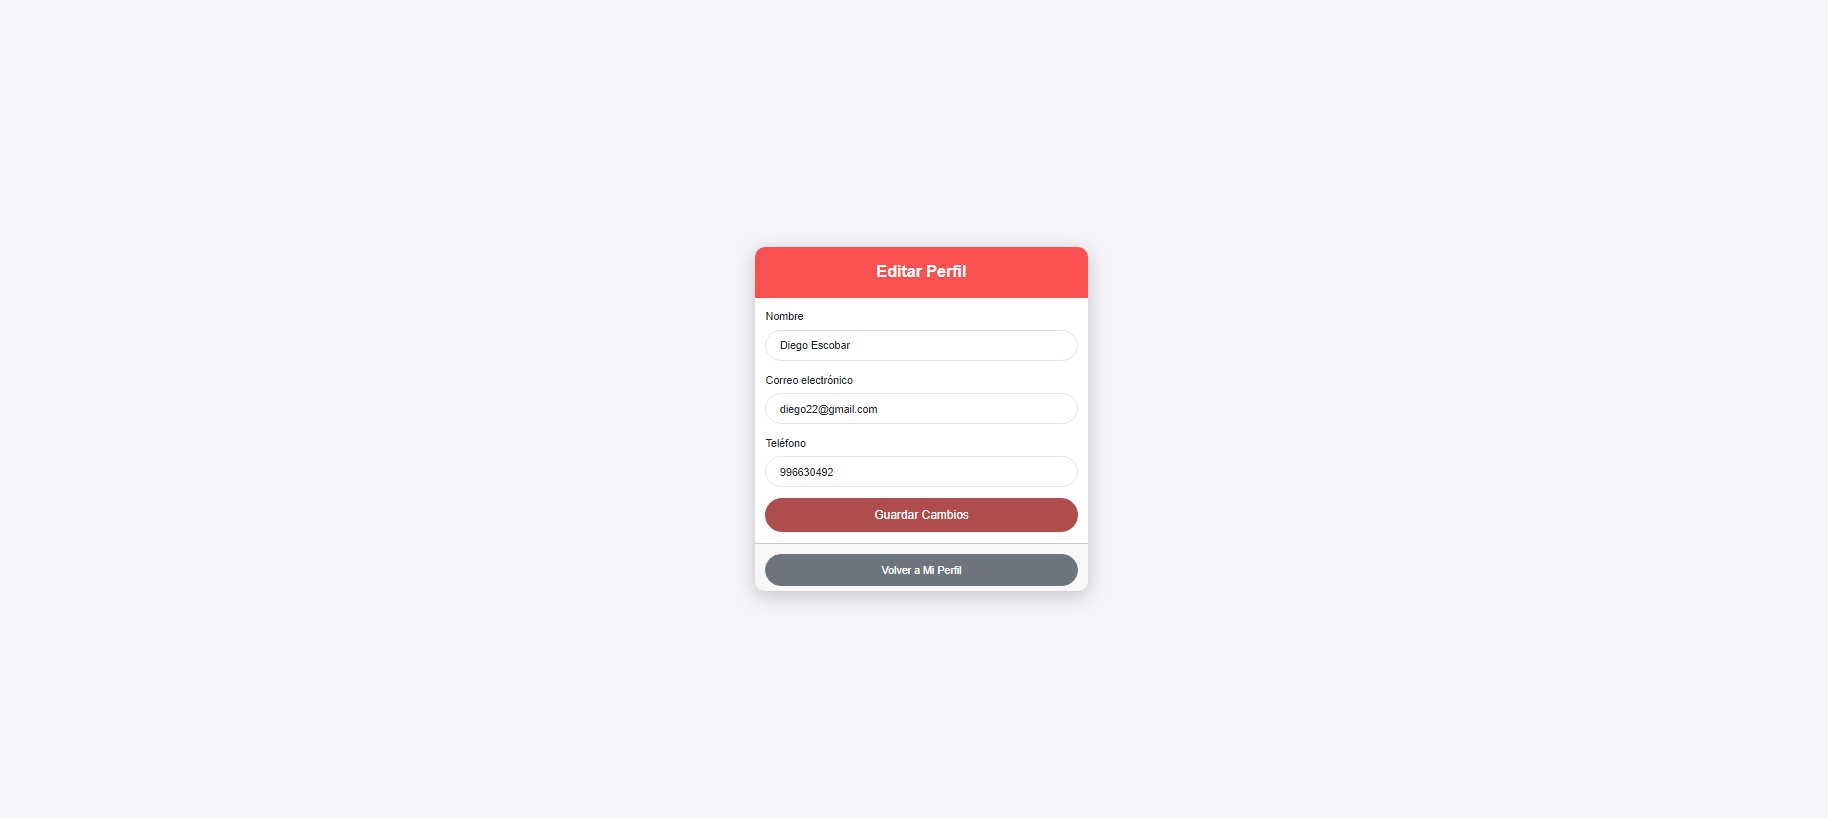 Editar Perfil
Nombre
Diego Escobar
Correo electrónico
diego22@gmail.com
Teléfono
996630492
Guardar Cambios
Volver a Mi Perfil